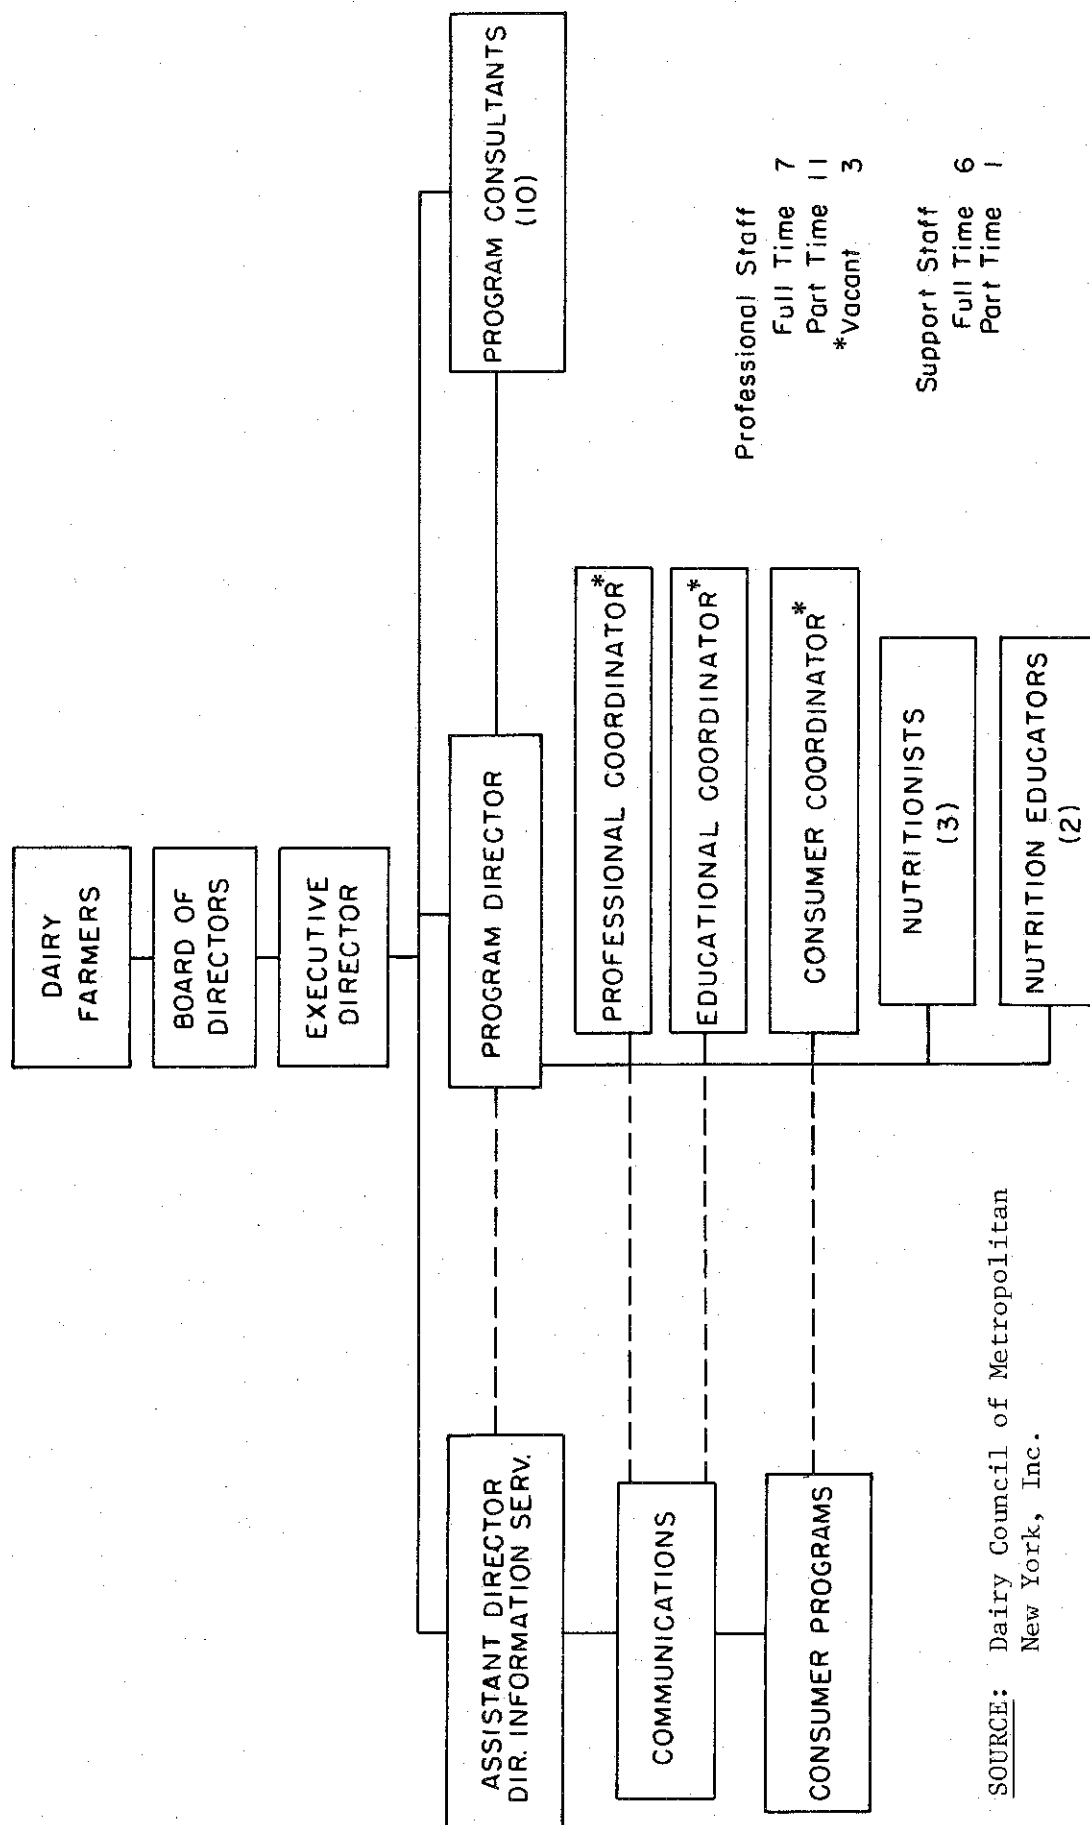 DAIRY
FARMERS
BOARD OF
DIRECTORS
EXECUTIVE
DIRECTOR
ASSISTANT DIRECTOR
DIR. INFORMATION SERV.
PROGRAM DIRECTOR
PROGRAM CONSULTANTS
(10)
COMMUNICATIONS
CONSUMER PROGRAMS
PROFESSIONAL COORDINATOR*
EDUCATIONAL COORDINATOR*
CONSUMER COORDINATOR*
NUTRITIONISTS
(3)
NUTRITION EDUCATORS
(2)
Professional Staff
Full Time 7
Part Time 11
*Vacant 3
Support Staff
Full Time 6
Part Time 1
SOURCE: Dairy Council of Metropolitan
New York, Inc.